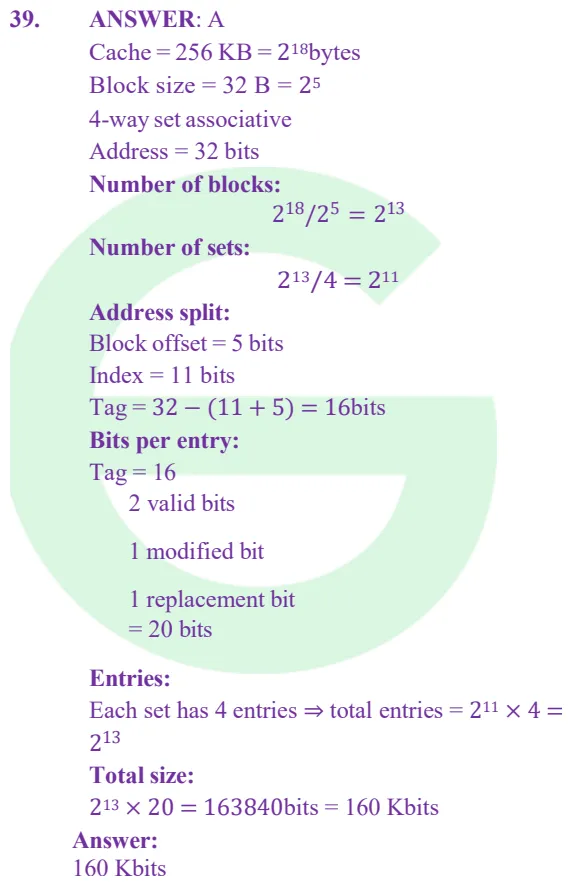 39. ANSWER: A
Cache = 256 KB = 2¹⁸bytes
Block size = 32 B = 2⁵
4-way set associative
Address = 32 bits
Number of blocks:
2¹⁸/2⁵ = 2¹³
Number of sets:
2¹³/4 = 2¹¹
Address split:
Block offset = 5 bits
Index = 11 bits
Tag = 32 − (11 + 5) = 16bits
Bits per entry:
Tag = 16
2 valid bits
1 modified bit
1 replacement bit
= 20 bits
Entries:
Each set has 4 entries ⇒ total entries = 2¹¹ × 4 =
2¹³
Total size:
2¹³ × 20 = 163840bits = 160 Kbits
Answer:
160 Kbits